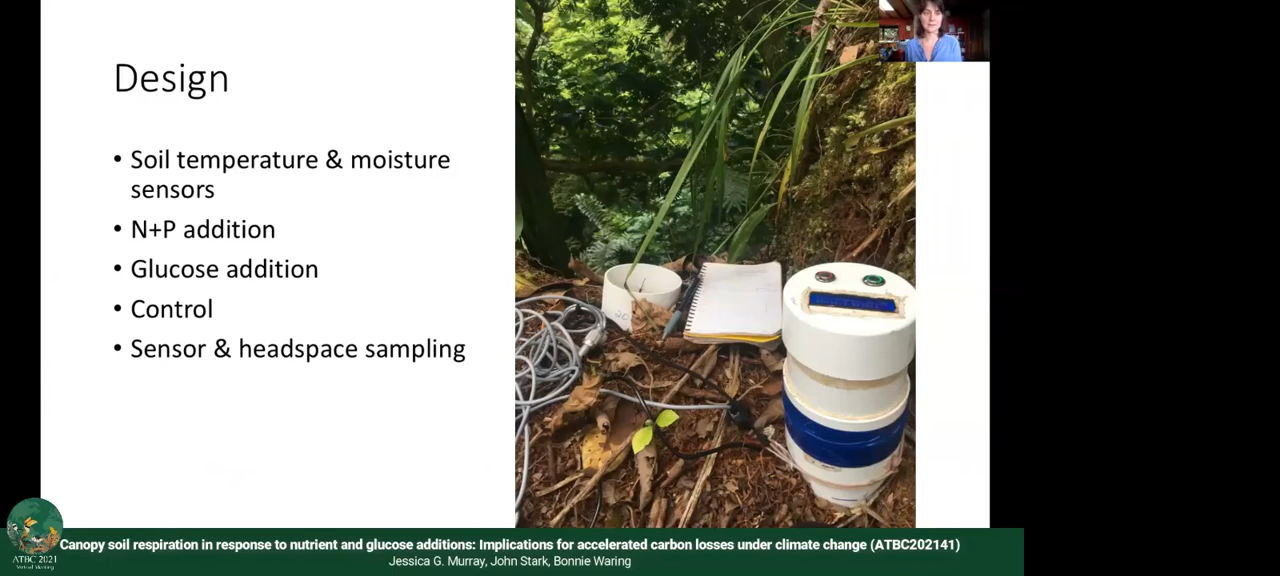 Design
• Soil temperature & moisture
sensors
• N+P addition
• Glucose addition
• Control
• Sensor & headspace sampling
20
ATBC 2021
Virtual Meeting
Canopy soil respiration in response to nutrient and glucose additions: Implications for accelerated carbon losses under climate change (ATBC202141)
Jessica G. Murray, John Stark, Bonnie Waring